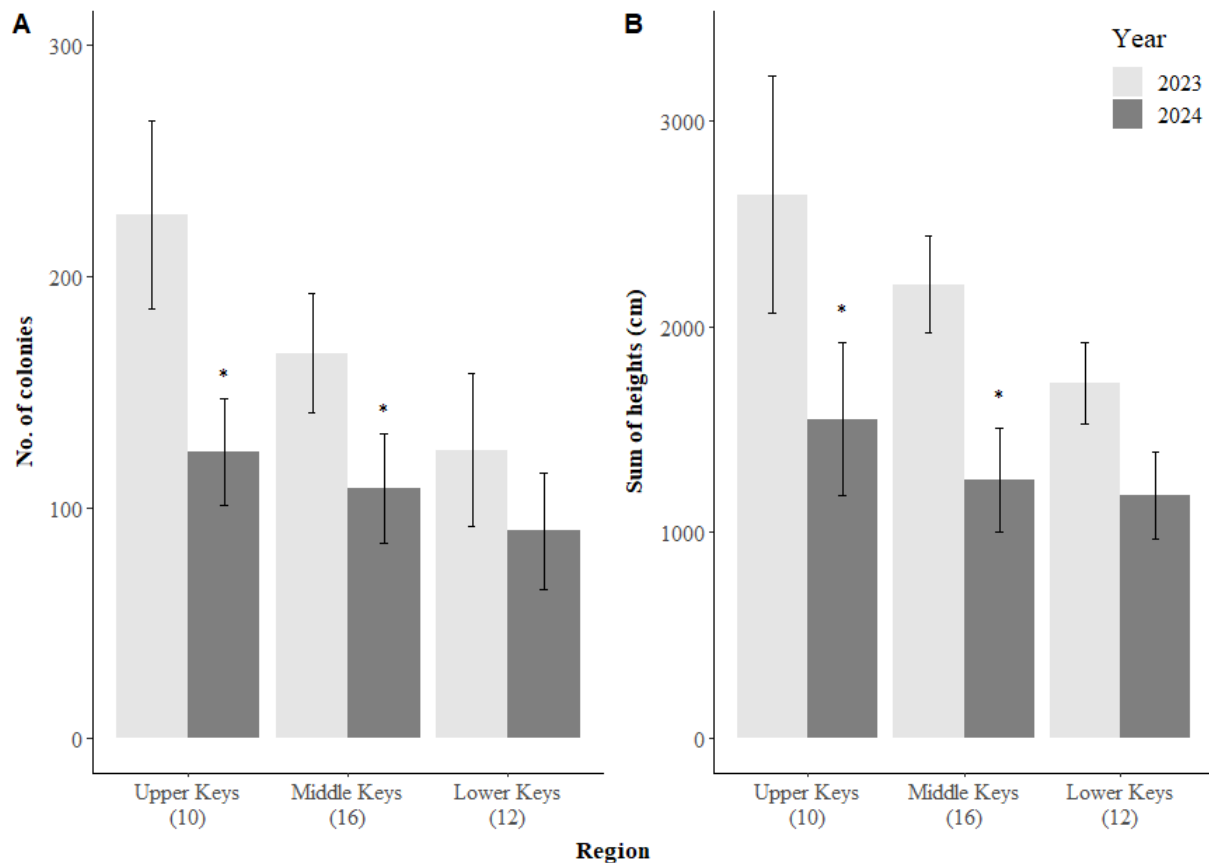 A
No. of colonies
300
200
100
0
*
*
Upper Keys
(10)
Middle Keys
(16)
Lower Keys
(12)
B
Sum of heights (cm)
3000
2000
1000
0
*
*
Year
2023
2024
Upper Keys
(10)
Middle Keys
(16)
Lower Keys
(12)
Region